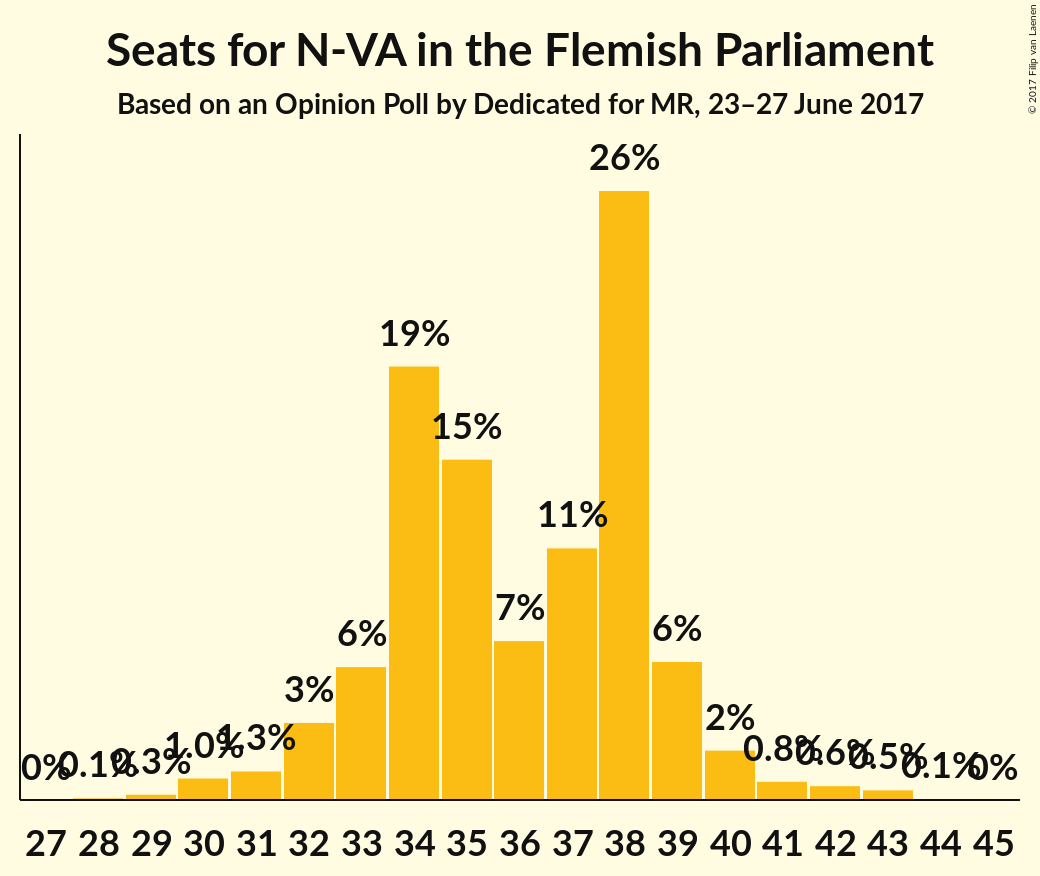 Seats for N-VA in the Flemish Parliament
Based on an Opinion Poll by Dedicated for MR, 23–27 June 2017
© 2017 Filip van Laenen
0% 0.1% 0.3% 1.0% 1.3% 3% 6% 19% 15% 7% 11% 26% 6% 2% 0.8% 0.6% 0.5% 0.1% 0%
27 28 29 30 31 32 33 34 35 36 37 38 39 40 41 42 43 44 45